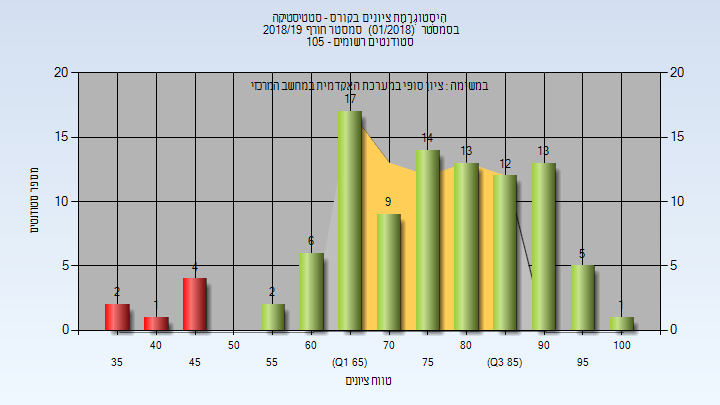 היסטוגרמת ציונים בקורס - סטטיסטיקה
בסמסטר (01/2018) סמסטר חורף 2018/19
סטודנטים רשומים - 105
במשימה : ציון סופי במערכת האקדמית במחשב המרכזי
מספר סטודנטים
20 20
15 15
10 10
5 5
0 0
2 1 4 2 6 17 9 14 13 12 13 5 1
40 50 60 70 80 90 100
35 45 55 (Q1 65) 75 (Q3 85) 95
טווח ציונים